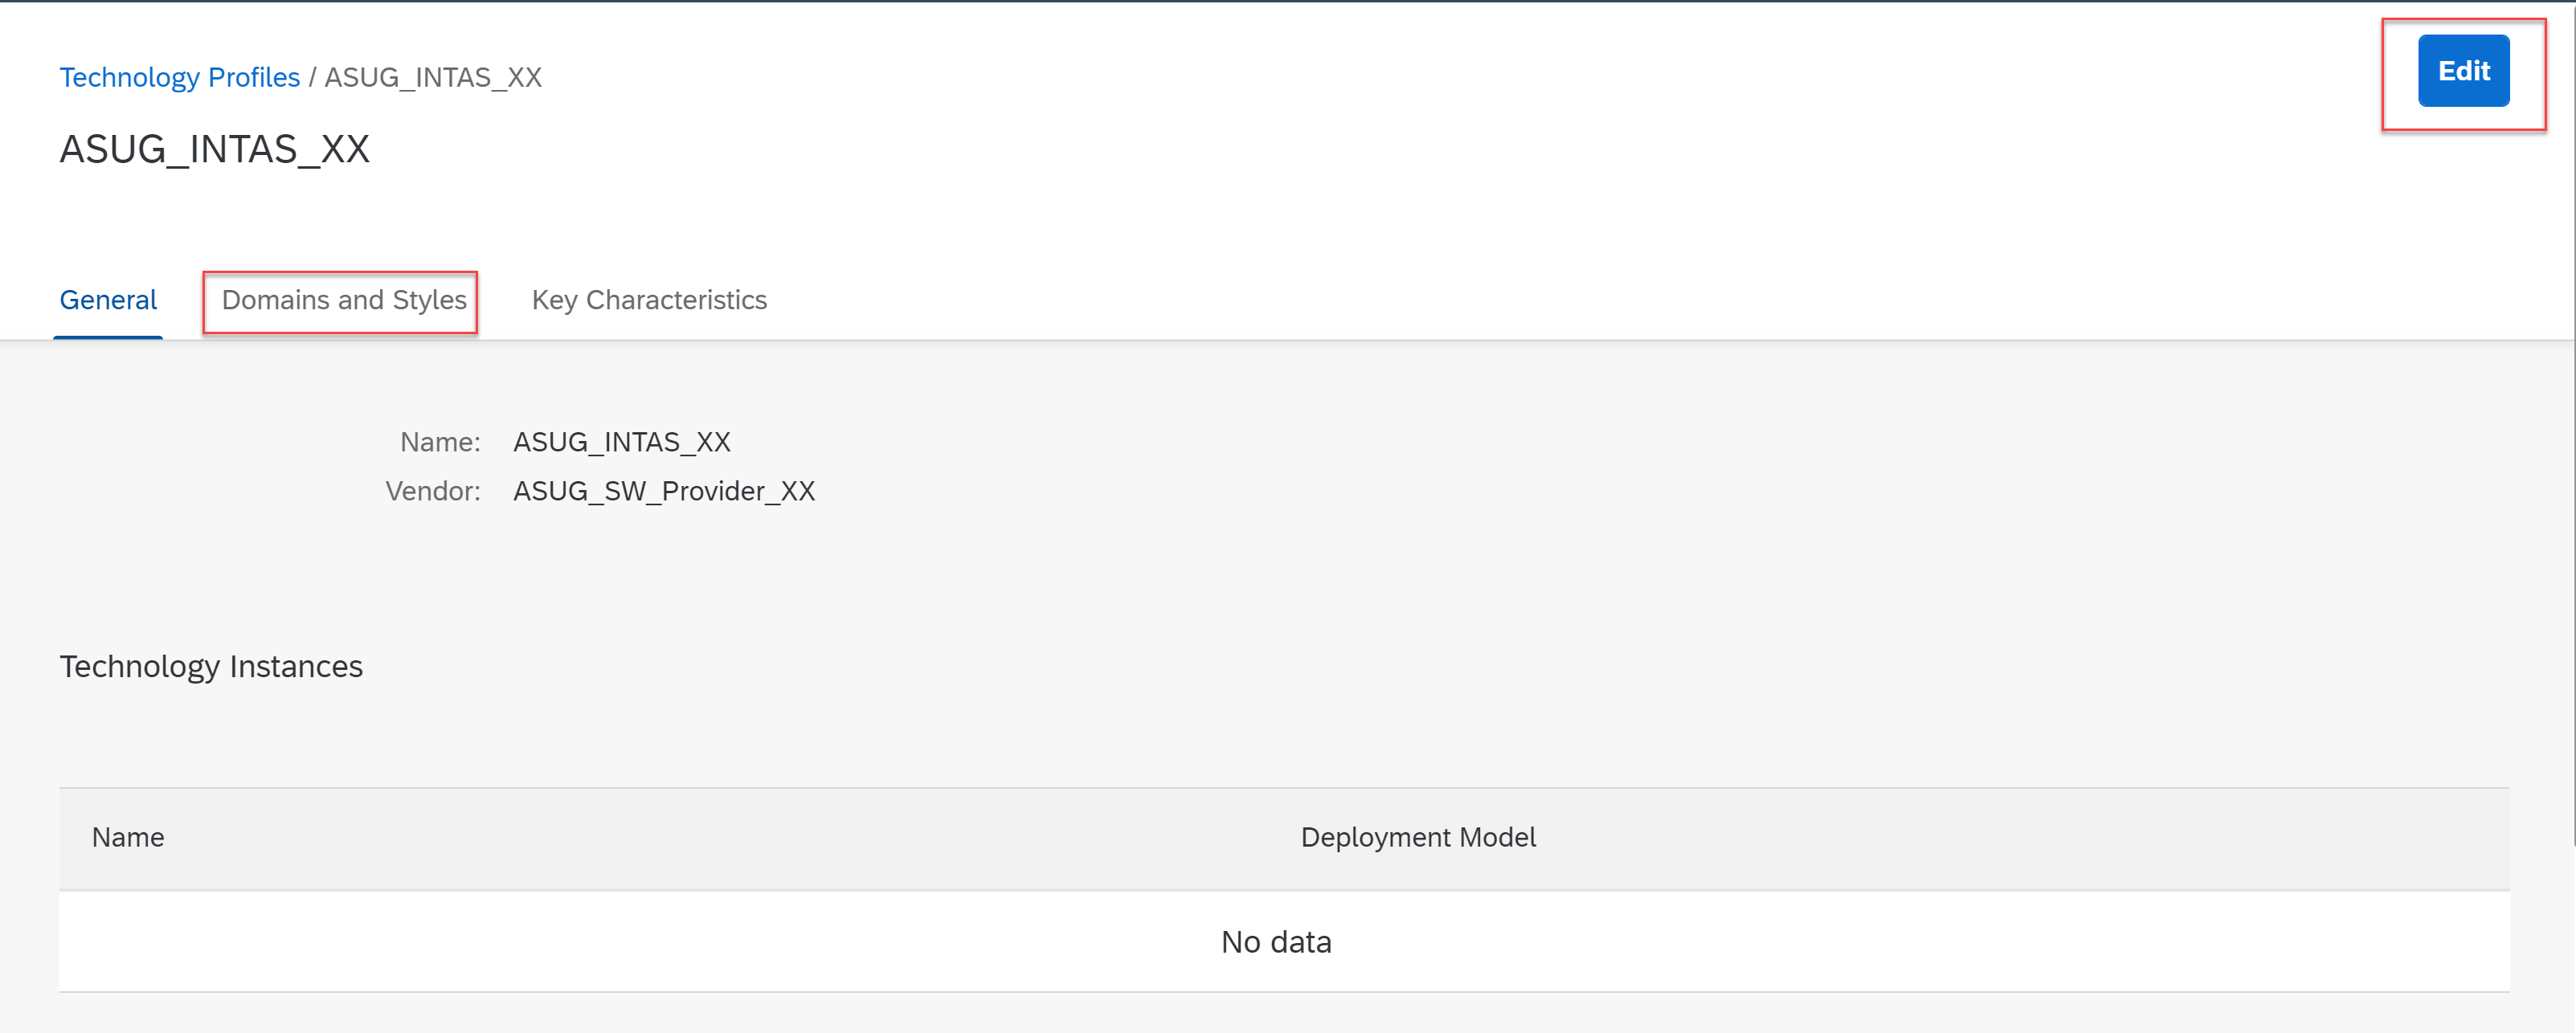 Technology Profiles / ASUG_INTAS_XX
Edit
ASUG_INTAS_XX
General Domains and Styles Key Characteristics
Name: ASUG_INTAS_XX
Vendor: ASUG_SW_Provider_XX
Technology Instances
Name Deployment Model
No data